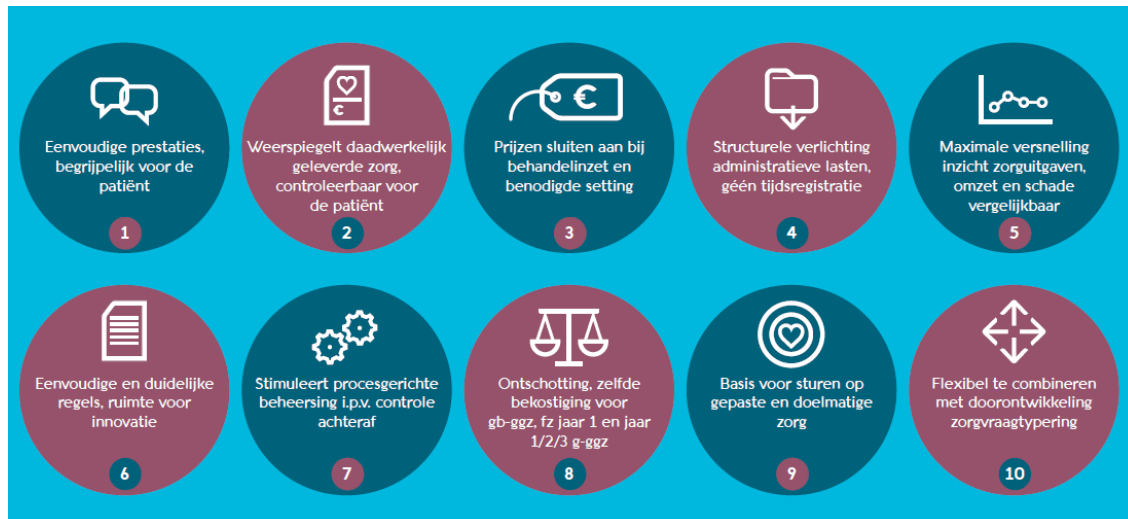 Eenvoudige prestaties,
begrijpelijk voor de
patiënt
1
€
Weerspiegelt daadwerkelijk
geleverde zorg,
controleerbaar voor
de patiënt
2
€
Prijzen sluiten aan bij
behandelinzet en
benodigde setting
3
Structurele verlichting
administratieve lasten,
géén tijdsregistratie
4
Maximale versnelling
inzicht zorguitgaven,
omzet en schade
vergelijkbaar
5
Eenvoudige en duidelijke
regels, ruimte voor
innovatie
6
Stimuleert procesgerichte
beheersing i.p.v. controle
achteraf
7
Ontschotting, zelfde
bekostiging voor
gb-ggz, fz jaar 1 en jaar
1/2/3 g-ggz
8
Basis voor sturen op
gepaste en doelmatige
zorg
9
Flexibel te combineren
met doorontwikkeling
zorgvraagtypering
10